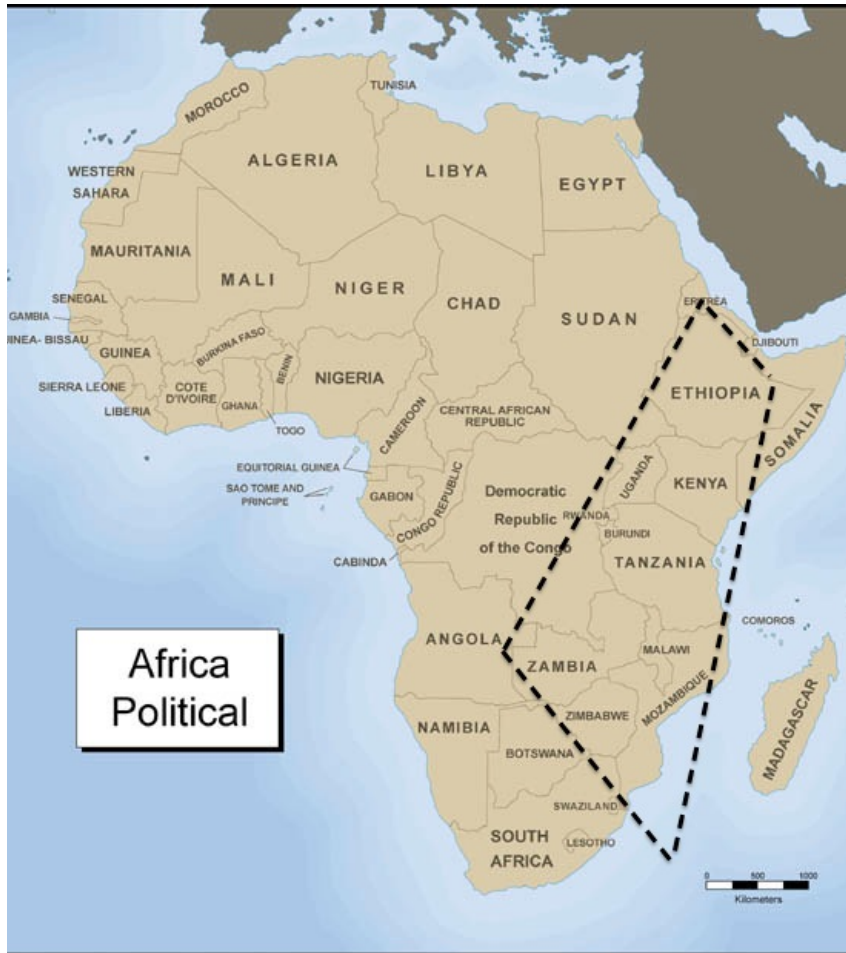 TUNISIA
MOROCCO
ALGERIA
LIBYA
EGYPT
WESTERN
SAHARA
MAURITANIA
MALI
NIGER
CHAD
SUDAN
ERITREA
DJIBOUTI
SENEGAL
GAMBIA
UINEA- BISSAU
GUINEA
BURKINA FASO
BENIN
NIGERIA
SIERRA LEONE
COTE
D'IVOIRE
GHANA
LIBERIA
TOGO
CAMEROON
CENTRAL AFRICAN
REPUBLIC
ETHIOPIA
SOMALIA
EQUITORIAL GUINEA
SAO TOME AND
PRINCIPE
GABON
CONGO REPUBLIC
Democratic
Republic
of the Congo
UGANDA
KENYA
RWANDA
BURUNDI
CABINDA
TANZANIA
COMOROS
ANGOLA
ZAMBIA
MALAWI
MOZAMBIQUE
Africa
Political
NAMIBIA
ZIMBABWE
BOTSWANA
MADAGASCAR
SWAZILAND
SOUTH
AFRICA
LESOTHO
0 500 1000
Kilometers